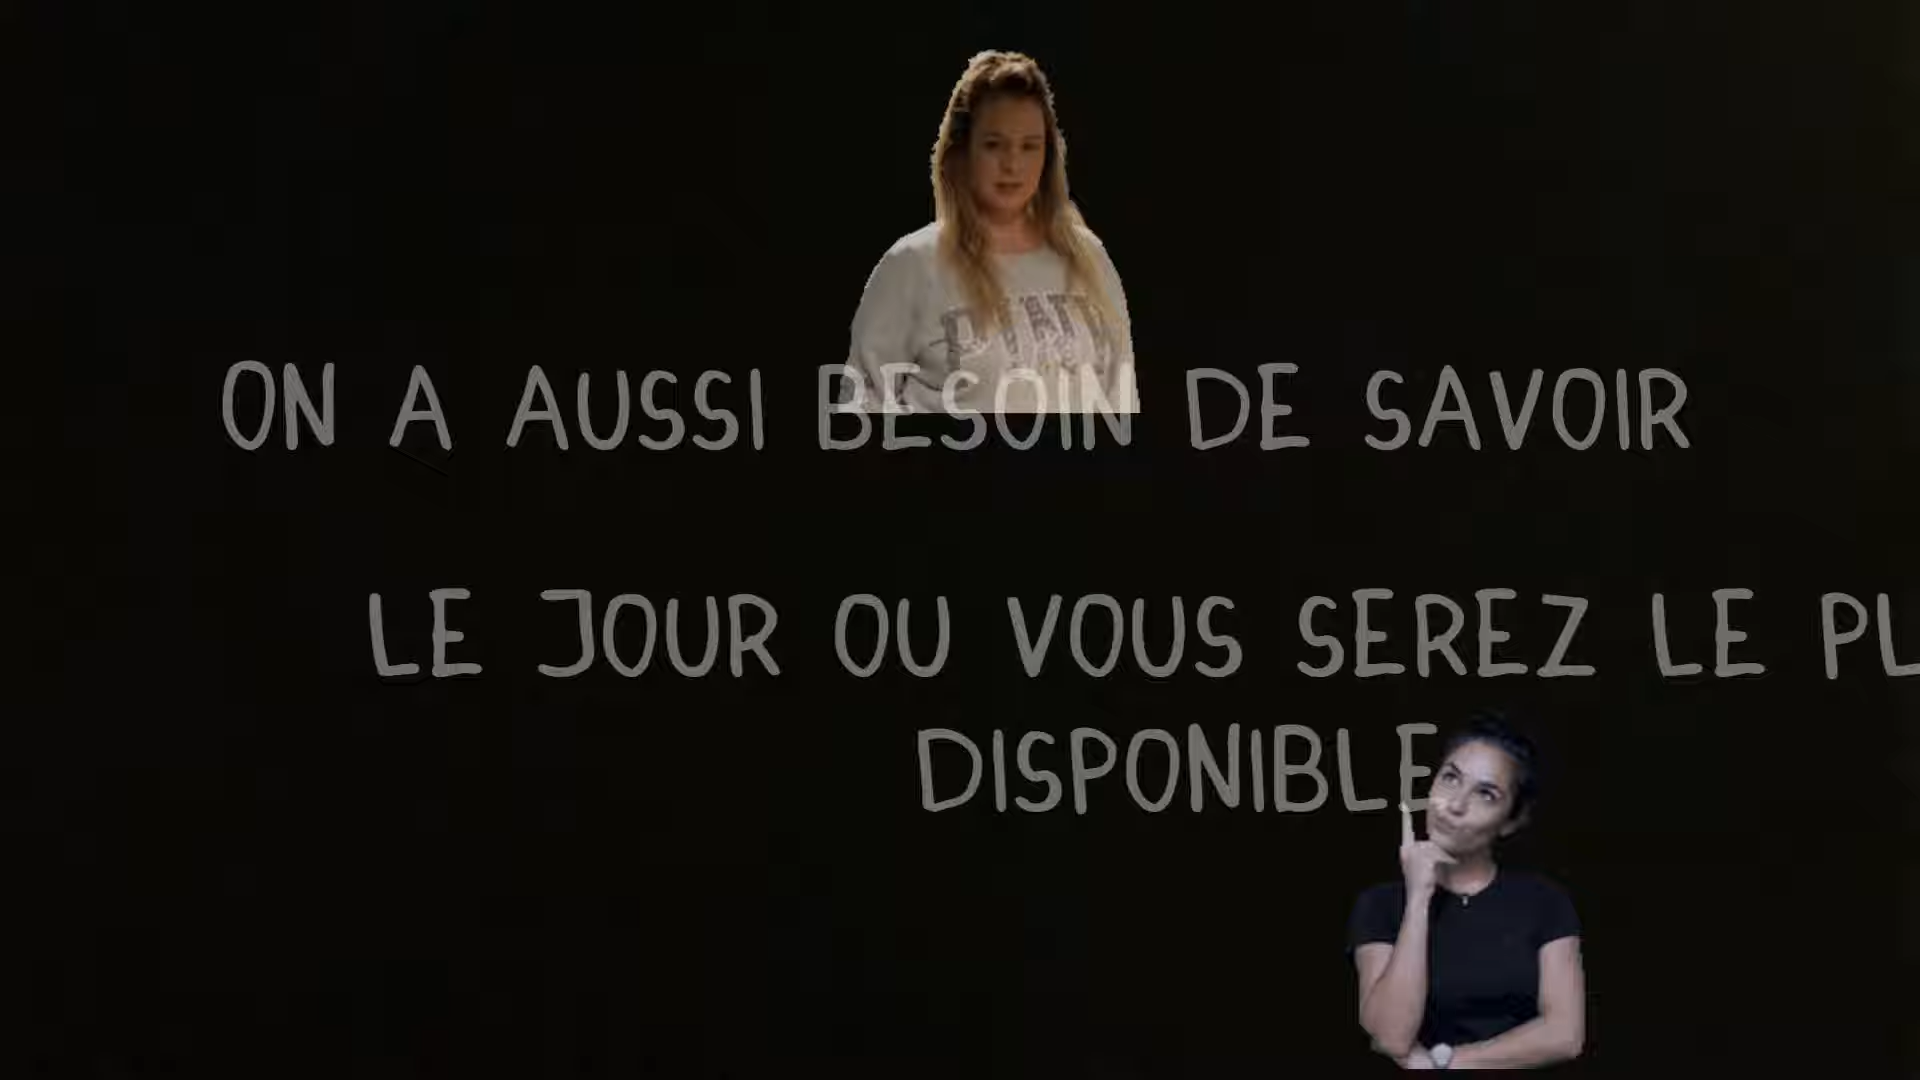 ON A AUSSI BESOIN DE SAVOIR
LE JOUR OU VOUS SEREZ LE PL
DISPONIBLE